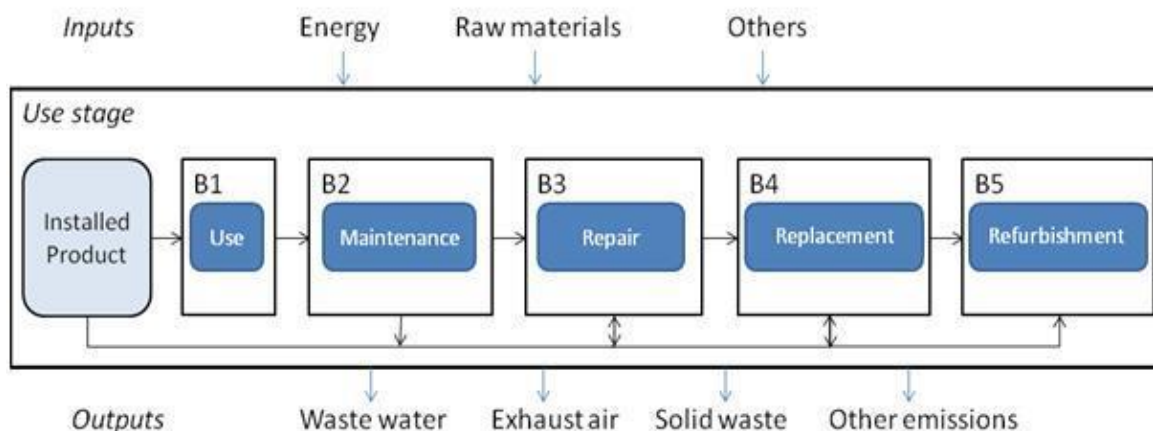 Inputs Energy Raw materials Others
Use stage
B1 B2 B3 B4 B5
Installed
Product
Use Maintenance Repair Replacement Refurbishment
Outputs Waste water Exhaust air Solid waste Other emissions